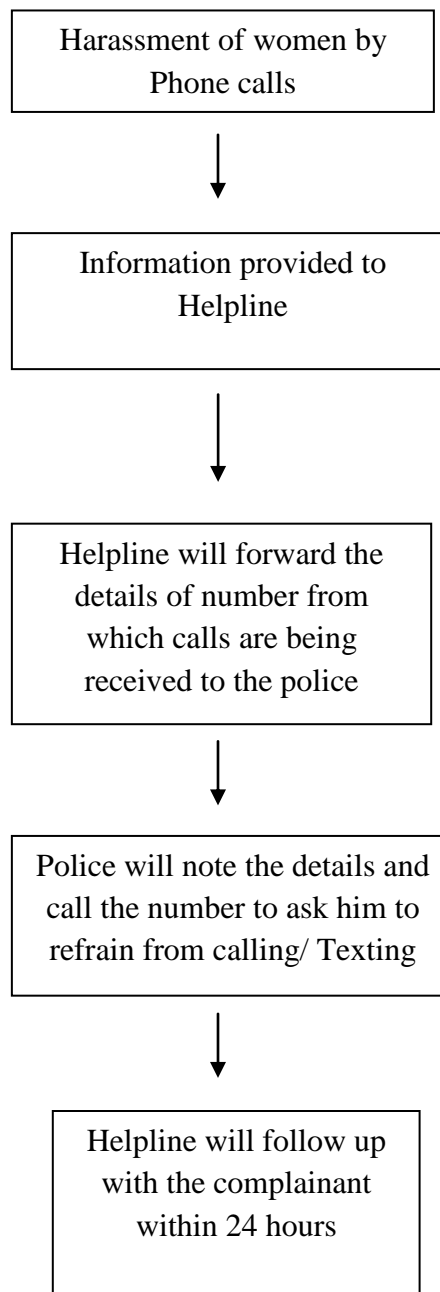 Harassment of women by
Phone calls
Information provided to
Helpline
Helpline will forward the
details of number from
which calls are being
received to the police
Police will note the details and
call the number to ask him to
refrain from calling/ Texting
Helpline will follow up
with the complainant
within 24 hours